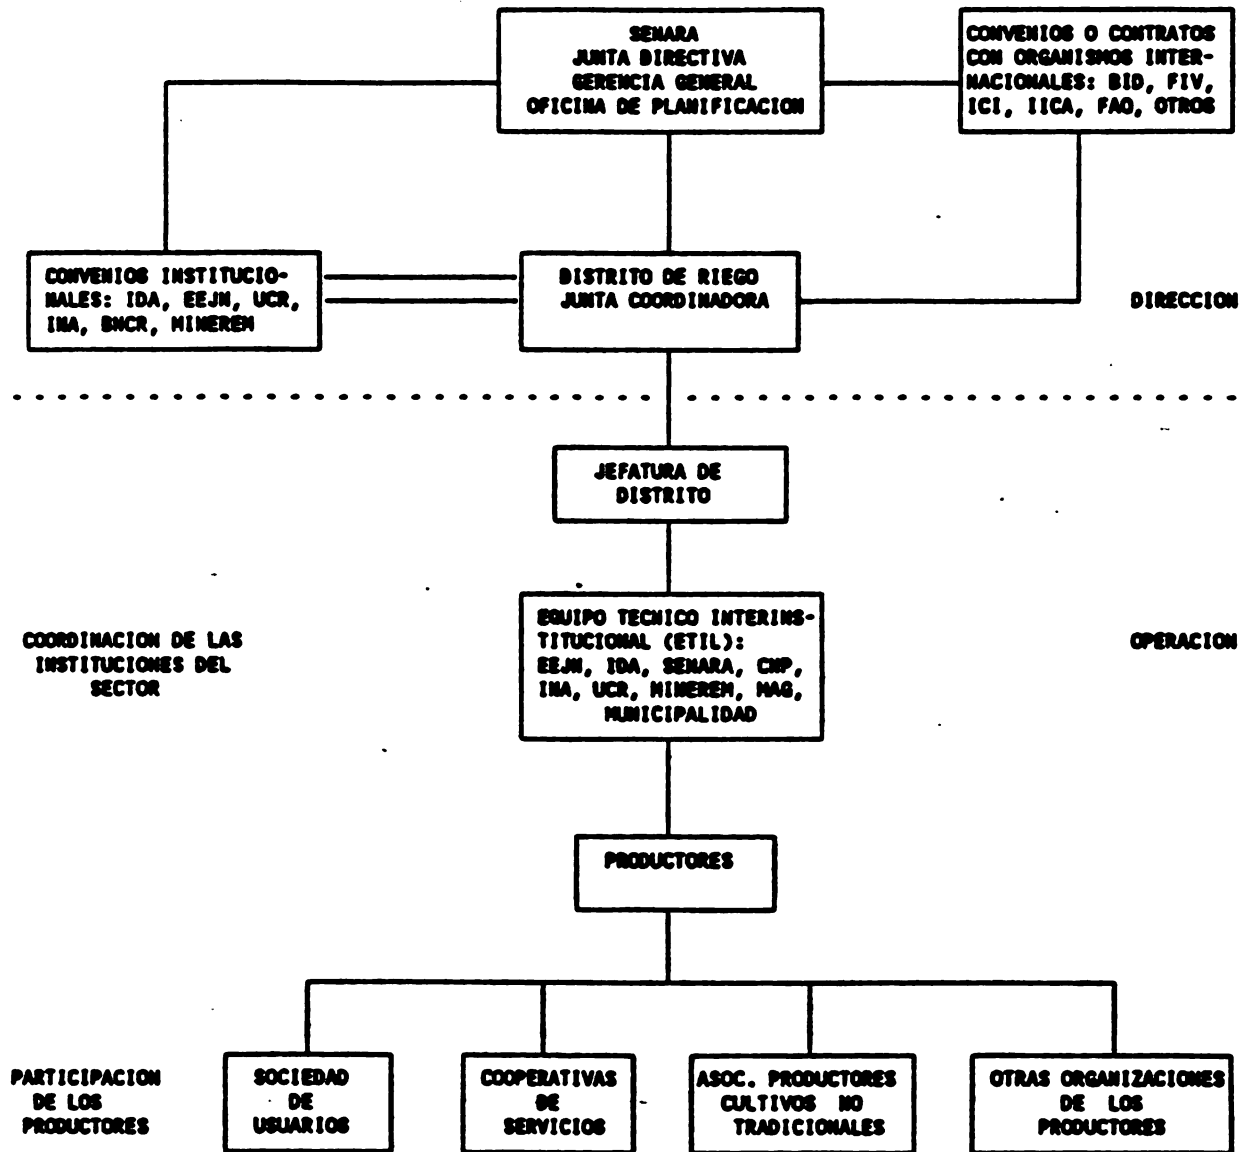 SENARA
JUNTA DIRECTIVA
GERENCIA GENERAL
OFICINA DE PLANIFICACION
CONVENIOS O CONTRATOS
CON ORGANISMOS INTER-
NACIONALES: BID, FIV,
ICI, IICA, FAO, OTROS
CONVENIOS INSTITUCIO-
NALES: IDA, EEJN, UCR,
INA, BNCR, MINEREM
DISTRITO DE RIEGO
JUNTA COORDINADORA
DIRECCION
JEFATURA DE
DISTRITO
COORDINACION DE LAS
INSTITUCIONES DEL
SECTOR
EQUIPO TECNICO INTERINS-
TITUCIONAL (ETIL):
EEJN, IDA, SENARA, CNP,
INA, UCR, MINEREM, MAG,
MUNICIPALIDAD
OPERACION
PRODUCTORES
PARTICIPACION
DE LOS
PRODUCTORES
SOCIEDAD
DE
USUARIOS
COOPERATIVAS
DE
SERVICIOS
ASOC. PRODUCTORES
CULTIVOS NO
TRADICIONALES
OTRAS ORGANIZACIONES
DE LOS
PRODUCTORES